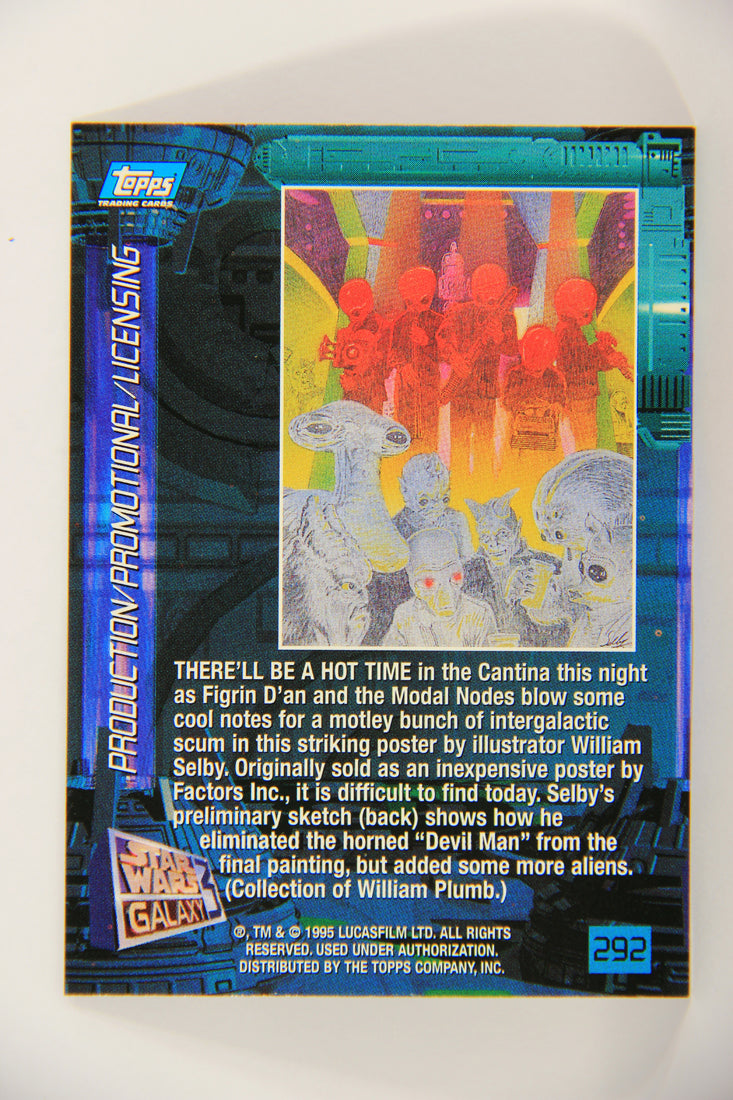 Topps
TRADING CARDS
PRODUCTION/PROMOTIONAL/LICENSING
Selby
THERE'LL BE A HOT TIME in the Cantina this night
as Figrin D'an and the Modal Nodes blow some
cool notes for a motley bunch of intergalactic
scum in this striking poster by illustrator William
Selby. Originally sold as an inexpensive poster by
Factors Inc., it is difficult to find today. Selby's
preliminary sketch (back) shows how he
eliminated the horned "Devil Man" from the
final painting, but added some more aliens.
(Collection of William Plumb.)
STAR
WARS
GALAXY
®, TM & © 1995 LUCASFILM LTD. ALL RIGHTS
RESERVED. USED UNDER AUTHORIZATION.
DISTRIBUTED BY THE TOPPS COMPANY, INC.
292